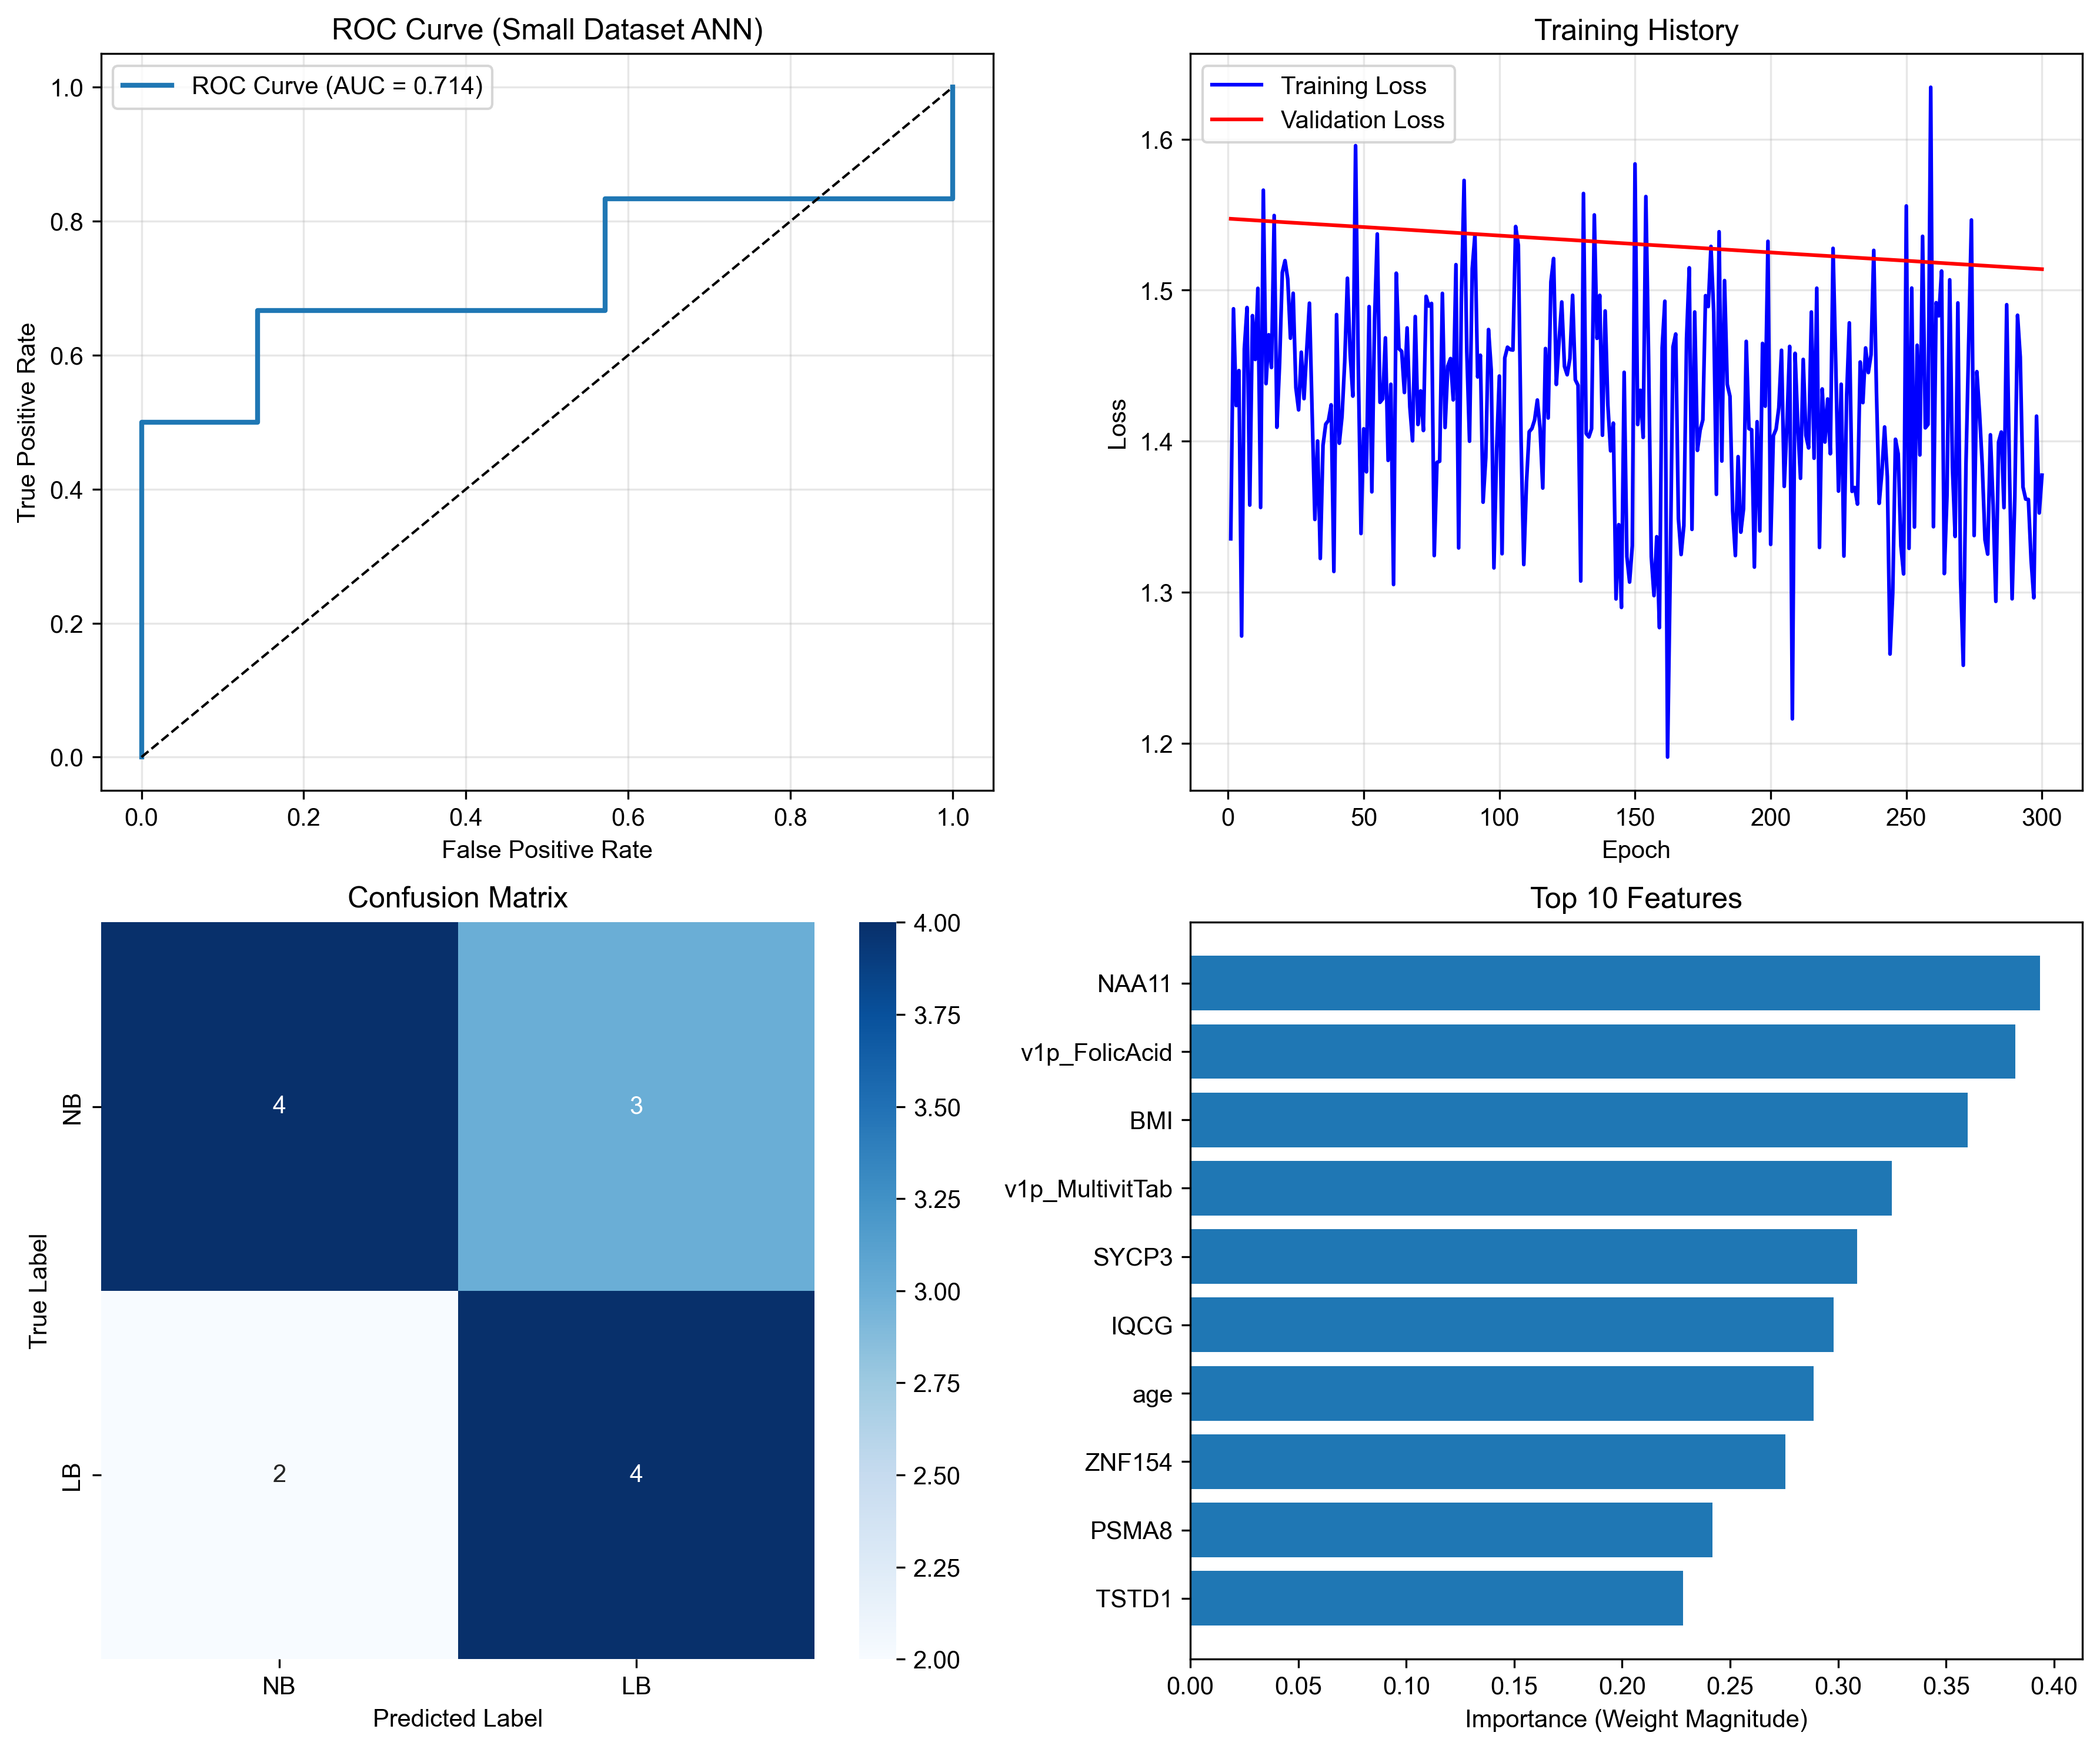 ROC Curve (Small Dataset ANN)
ROC Curve (AUC = 0.714)
1.0
0.8
0.6
0.4
0.2
0.0
True Positive Rate
0.0 0.2 0.4 0.6 0.8 1.0
False Positive Rate
Training History
Training Loss
Validation Loss
1.6
1.5
1.4
1.3
1.2
Loss
0 50 100 150 200 250 300
Epoch
Confusion Matrix
NB
LB
True Label
4 3
2 4
NB LB
Predicted Label
4.00
3.75
3.50
3.25
3.00
2.75
2.50
2.25
2.00
Top 10 Features
NAA11
v1p_FolicAcid
BMI
v1p_MultivitTab
SYCP3
IQCG
age
ZNF154
PSMA8
TSTD1
0.00 0.05 0.10 0.15 0.20 0.25 0.30 0.35 0.40
Importance (Weight Magnitude)